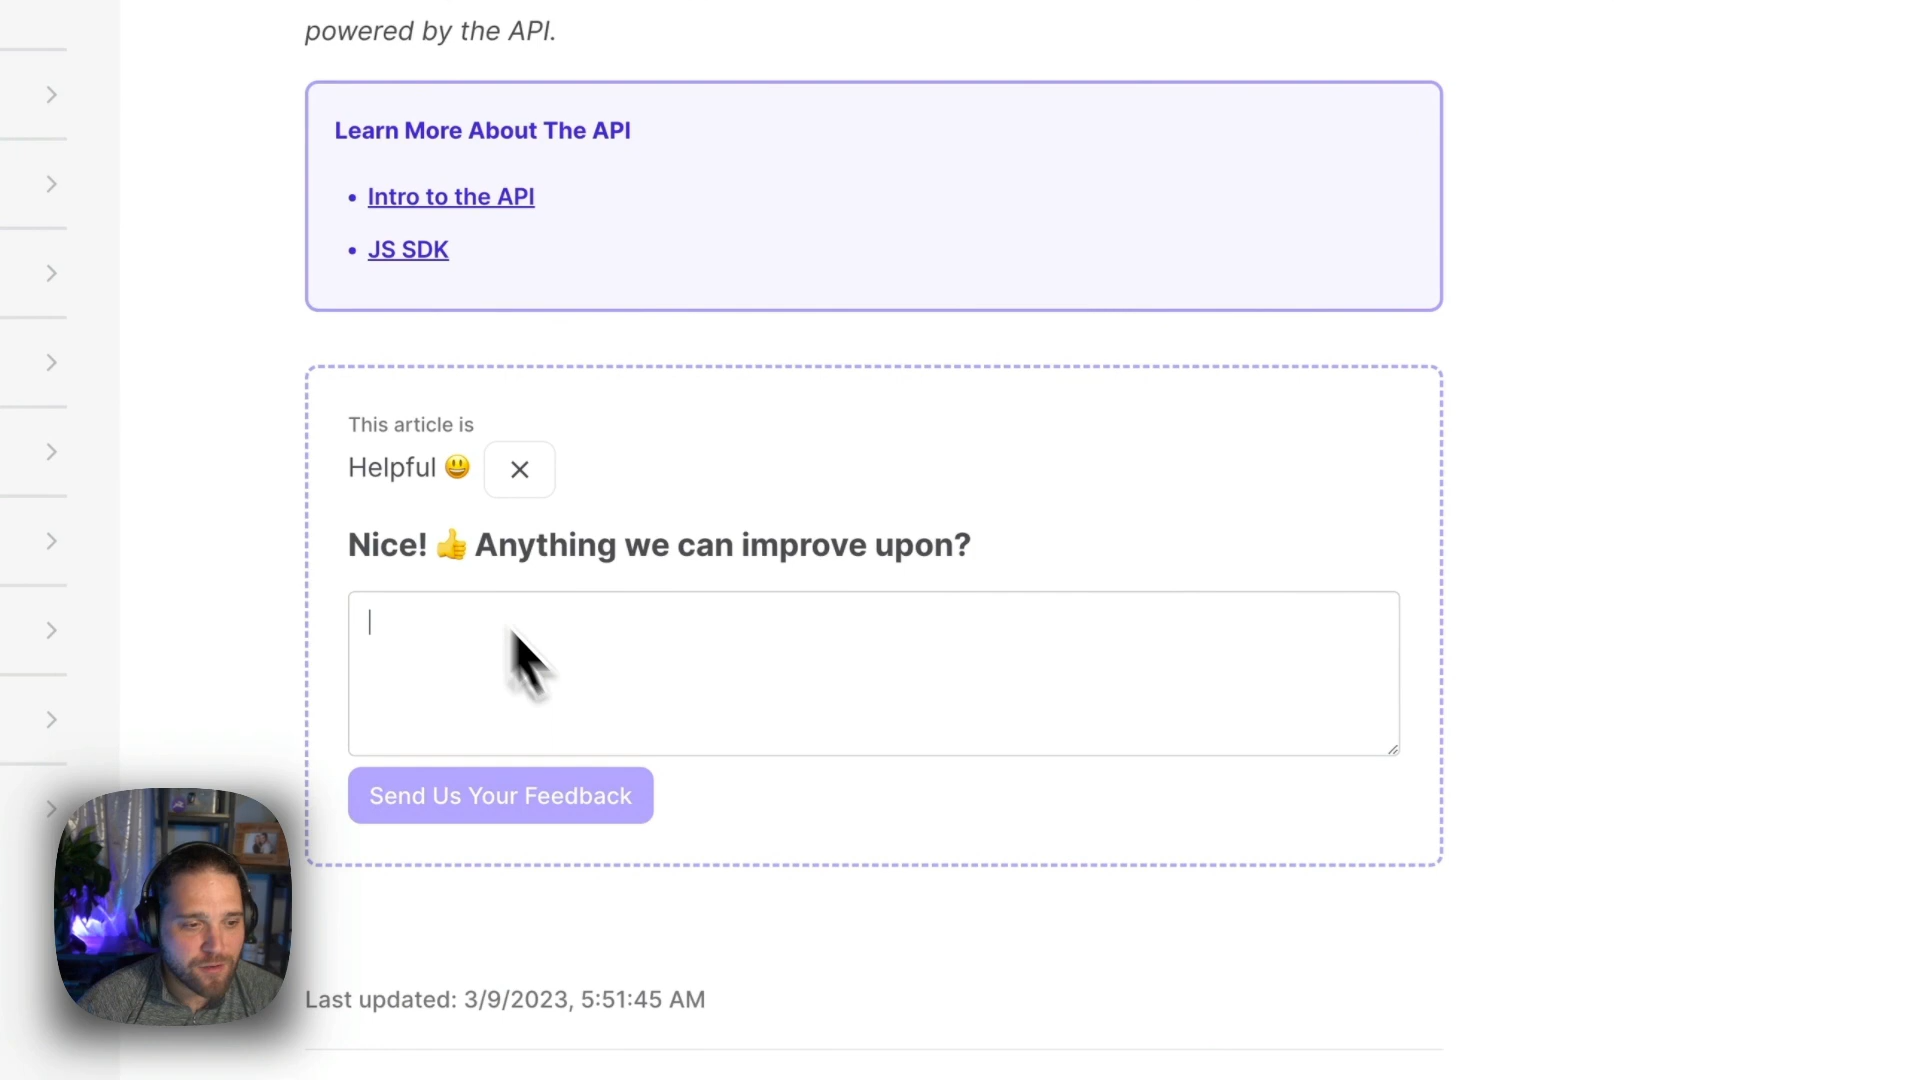 powered by the API.
Learn More About The API
• Intro to the API
• JS SDK
This article is
Helpful 😃
Nice! 👍 Anything we can improve upon?
Send Us Your Feedback
Last updated: 3/9/2023, 5:51:45 AM